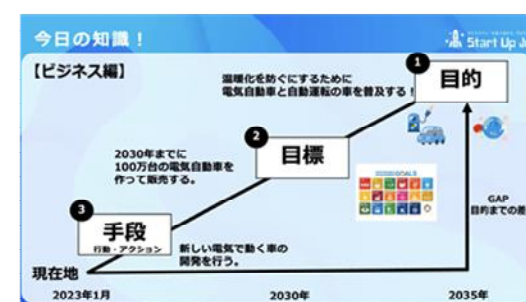 今日の知識！
Start Up J
【ビジネス編】
1
目的
温暖化を防ぐにするために
電気自動車と自動運転の車を普及する！
2
目標
2030年までに
100万台の電気自動車を
作って販売する。
GOALS
3
手段
行動・アクション
新しい電気で動く車の
開発を行う。
GAP
目的までの差
現在地
2023年1月
2030年
2035年